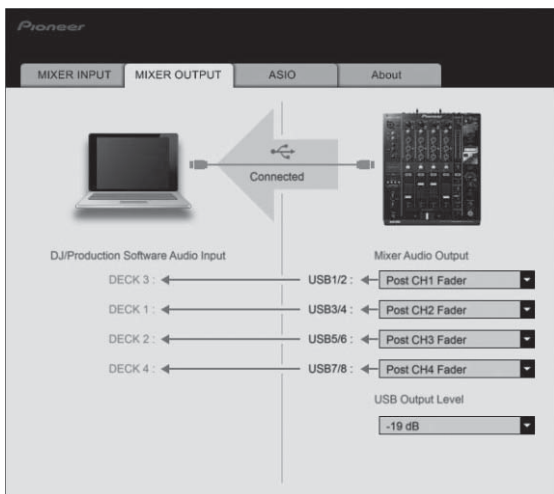 Pioneer
MIXER INPUT MIXER OUTPUT ASIO About
Connected
DJ/Production Software Audio Input Mixer Audio Output
DECK 3 : USB1/2 : Post CH1 Fader
DECK 1 : USB3/4 : Post CH2 Fader
DECK 2 : USB5/6 : Post CH3 Fader
DECK 4 : USB7/8 : Post CH4 Fader
USB Output Level
-19 dB